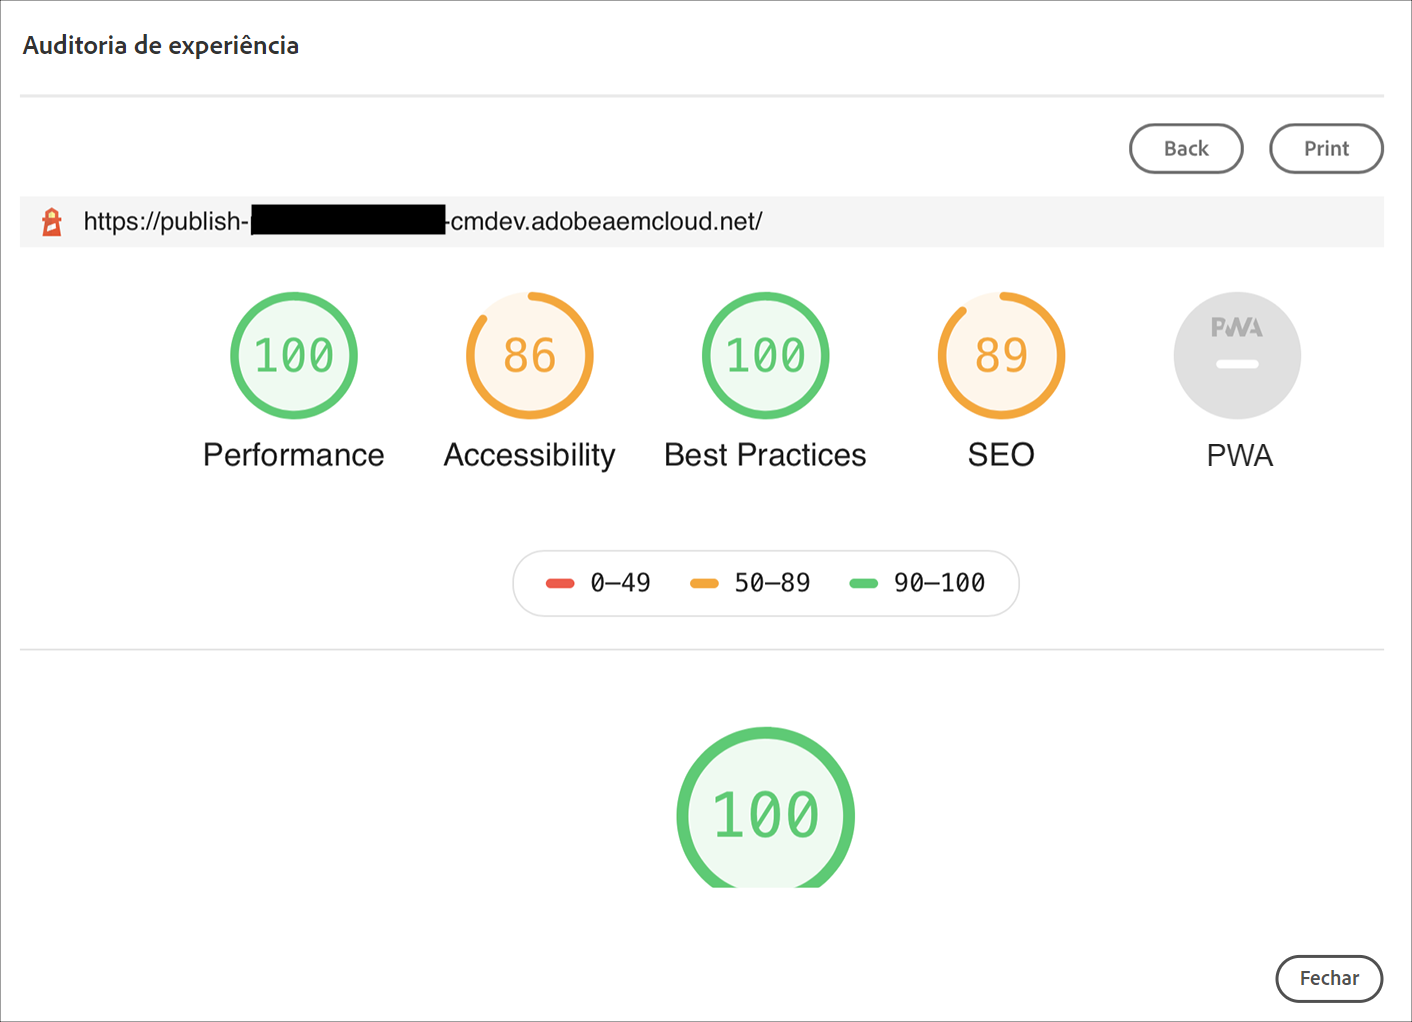 Auditoria de experiência
Back
Print
https://publish- -cmdev.adobeaemcloud.net/
100
86
100
89
PWA
Performance
Accessibility
Best Practices
SEO
PWA
0–49
50–89
90–100
100
Fechar